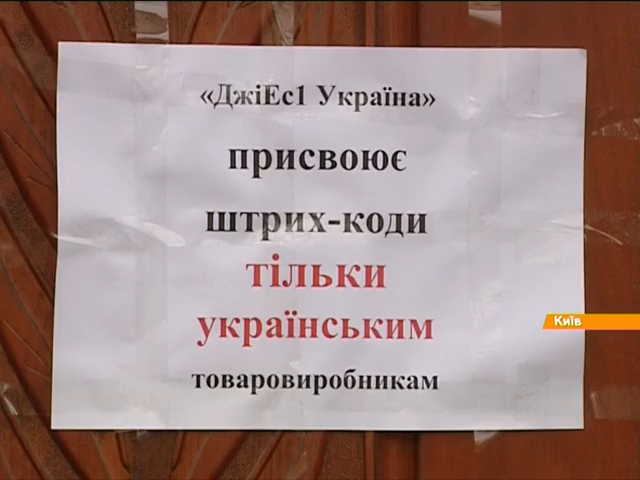 «ДжіЕс1 Україна»
присвоює
штрих-коди
тільки
українським
товаровиробникам
Київ